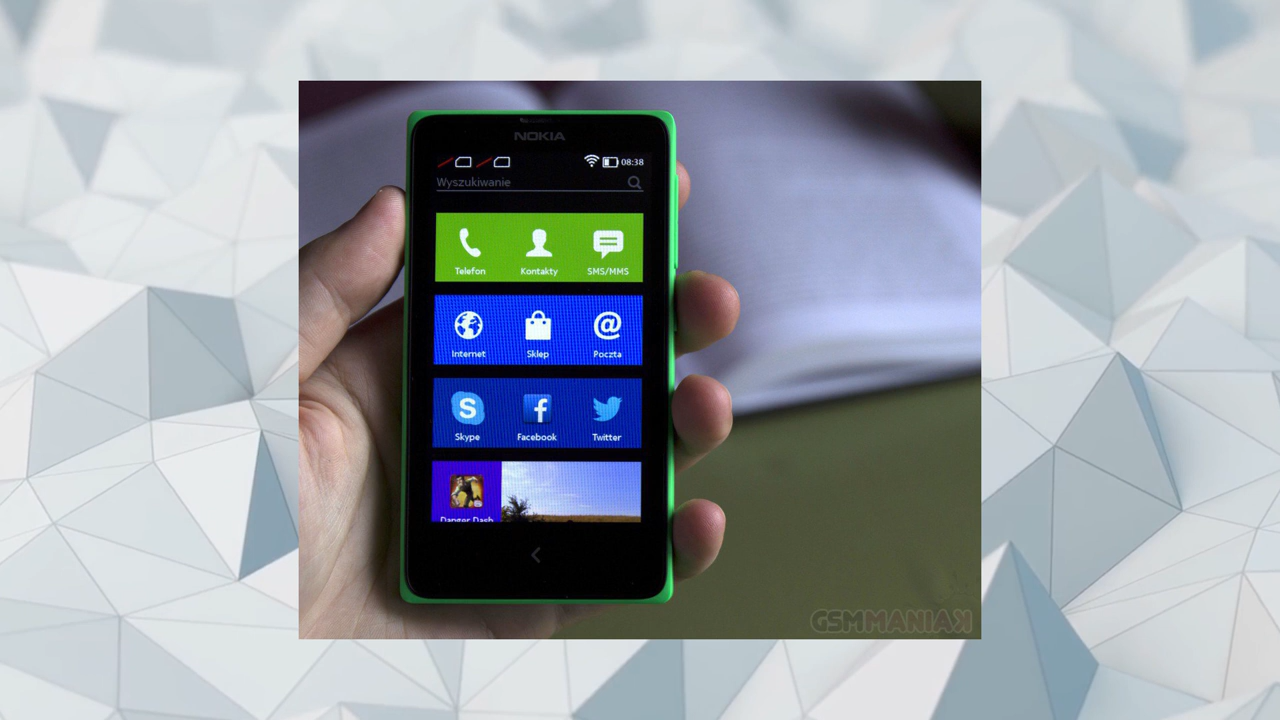 NOKIA
08:38
Wyszukiwanie
Telefon Kontakty SMS/MMS
Internet Sklep Poczta
Skype Facebook Twitter
Danger Dash
GSMMANIAK